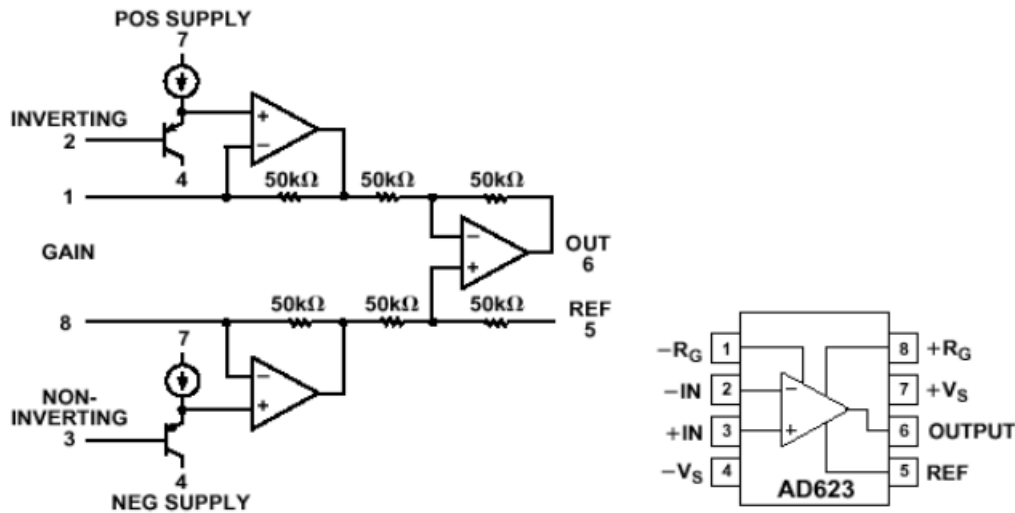 POS SUPPLY
7
INVERTING
2
4
50kΩ 50kΩ 50kΩ
1
+
−
GAIN
−
+
OUT
6
50kΩ 50kΩ 50kΩ
8
REF
5
7
−
+
NON-
INVERTING
3
4
NEG SUPPLY
−RG 1
8 +RG
−IN 2
−
7 +VS
+IN 3
+
6 OUTPUT
−VS 4
5 REF
AD623